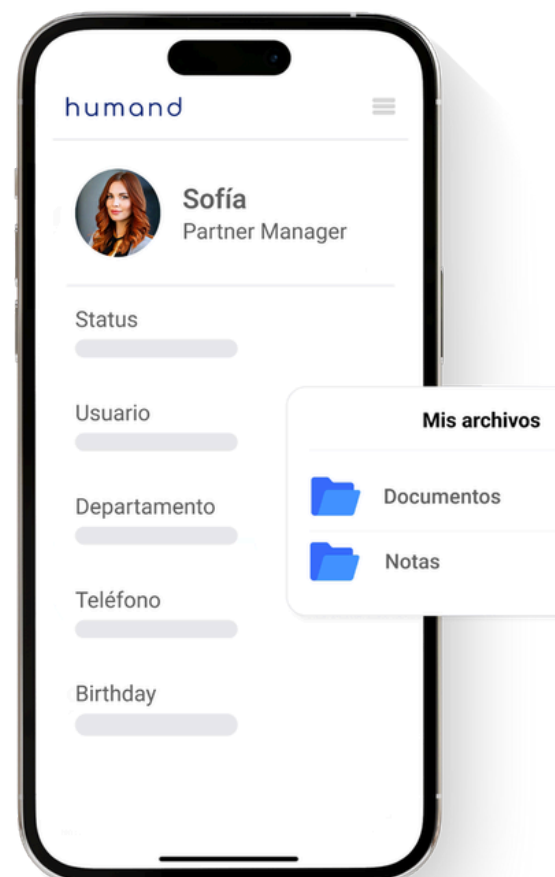 humand
Sofía
Partner Manager
Status
Usuario
Departamento
Teléfono
Birthday
Mis archivos
Documentos
Notas